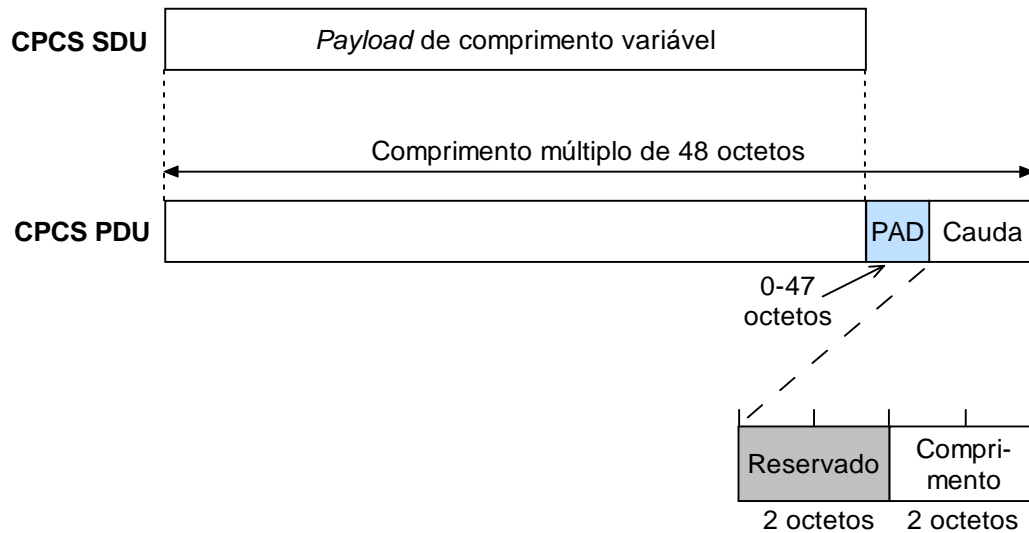 CPCS SDU
Payload de comprimento variável
Comprimento múltiplo de 48 octetos
CPCS PDU
PAD
Cauda
0-47
octetos
Reservado
Compri-
mento
2 octetos
2 octetos